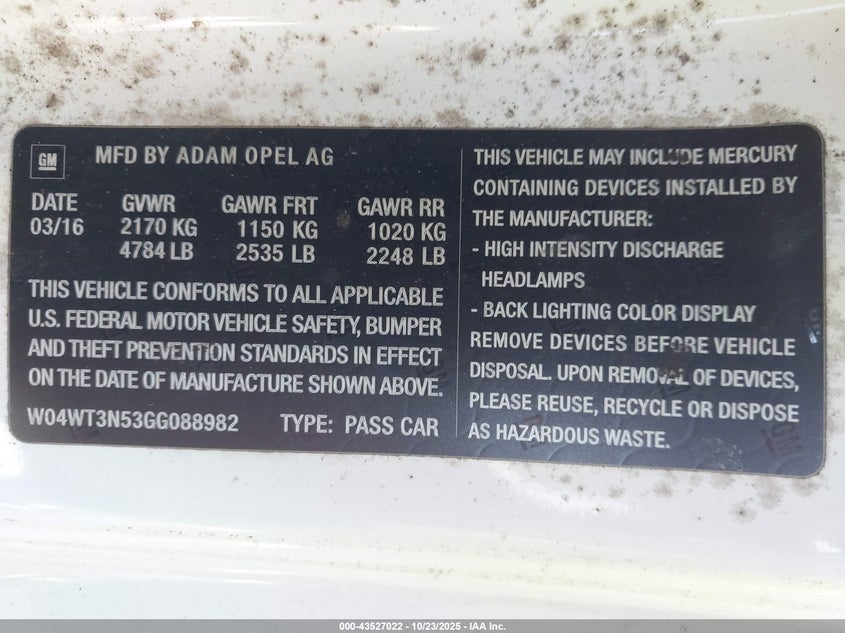 GM
MFD BY ADAM OPEL AG
DATE GVWR GAWR FRT GAWR RR
03/16 2170 KG 1150 KG 1020 KG
4784 LB 2535 LB 2248 LB
THIS VEHICLE CONFORMS TO ALL APPLICABLE
U.S. FEDERAL MOTOR VEHICLE SAFETY, BUMPER
AND THEFT PREVENTION STANDARDS IN EFFECT
ON THE DATE OF MANUFACTURE SHOWN ABOVE.
W04WT3N53GG088982 TYPE: PASS CAR
THIS VEHICLE MAY INCLUDE MERCURY
CONTAINING DEVICES INSTALLED BY
THE MANUFACTURER:
- HIGH INTENSITY DISCHARGE
HEADLAMPS
- BACK LIGHTING COLOR DISPLAY
REMOVE DEVICES BEFORE VEHICLE
DISPOSAL. UPON REMOVAL OF DEVICES,
PLEASE REUSE, RECYCLE OR DISPOSE
AS HAZARDOUS WASTE.
000-43527022 - 10/23/2025 - IAA Inc.